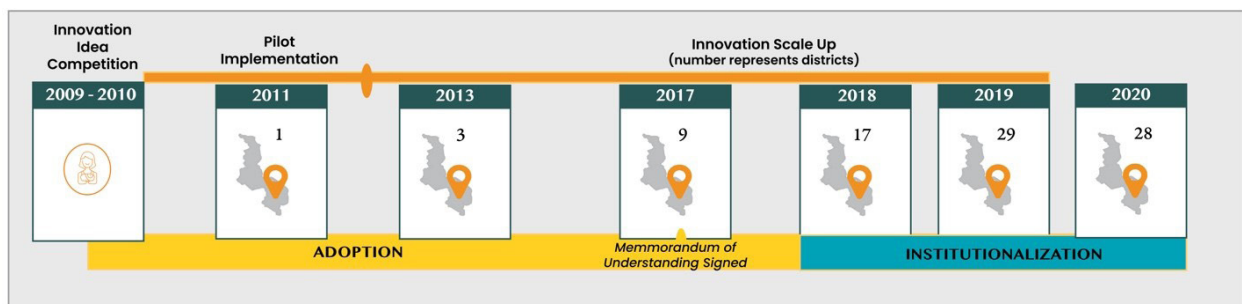 Innovation
Idea
Competition
Pilot
Implementation
Innovation Scale Up
(number represents districts)
2009 - 2010
2011
2013
2017
2018
2019
2020
1
3
9
17
29
28
ADOPTION
Memmorandum of
Understanding Signed
INSTITUTIONALIZATION